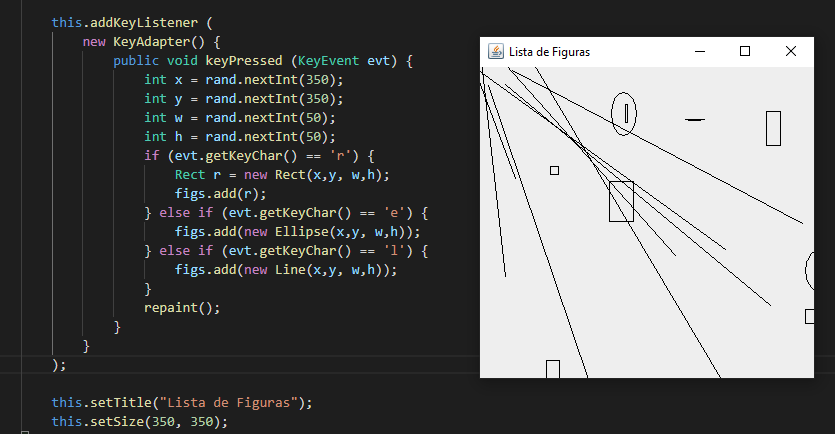 this.addKeyListener (
    new KeyAdapter() {
        public void keyPressed (KeyEvent evt) {
            int x = rand.nextInt(350);
            int y = rand.nextInt(350);
            int w = rand.nextInt(50);
            int h = rand.nextInt(50);
            if (evt.getKeyChar() == 'r') {
                Rect r = new Rect(x,y, w,h);
                figs.add(r);
            } else if (evt.getKeyChar() == 'e') {
                figs.add(new Ellipse(x,y, w,h));
            } else if (evt.getKeyChar() == 'l') {
                figs.add(new Line(x,y, w,h));
            }
            repaint();
        }
    }
);
this.setTitle("Lista de Figuras");
this.setSize(350, 350);
Lista de Figuras